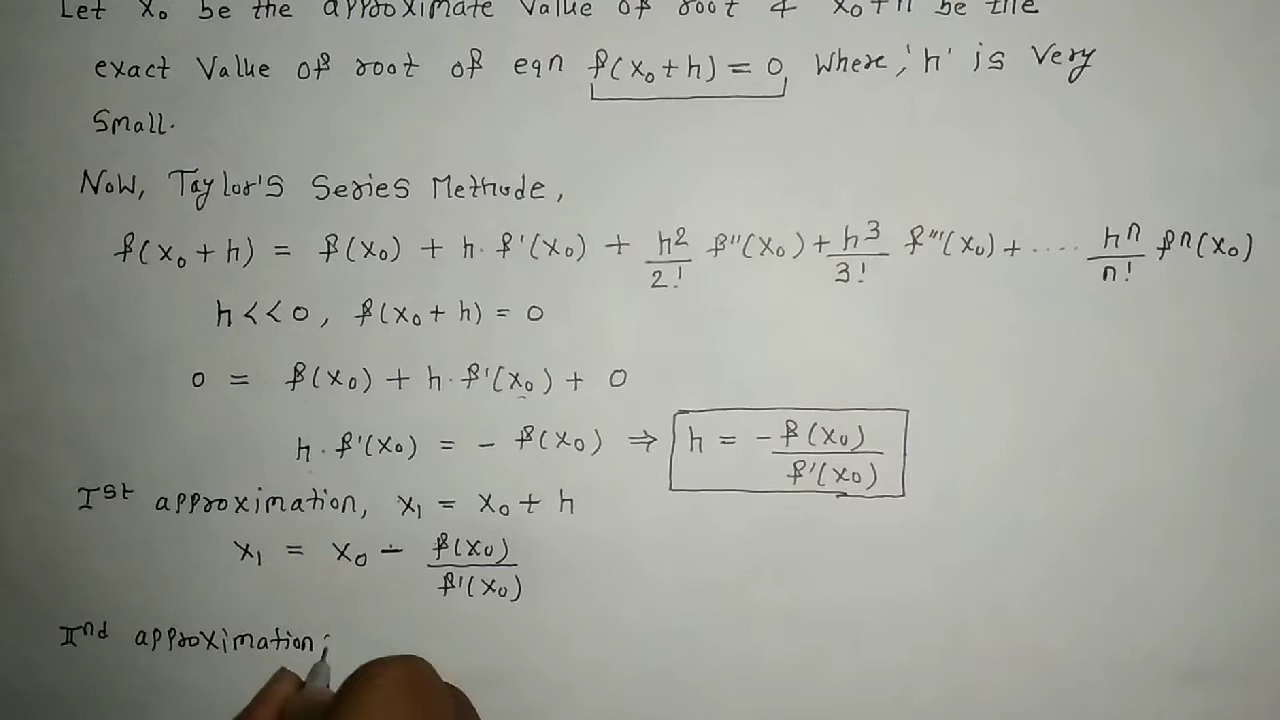 Let x₀ be the approximate value of root & x₀+h be the
exact Value of root of eqn f(x₀+h) = 0, where, 'h' is very
small.
Now, Taylor's Series Methode,
f(x₀+h) = f(x₀) + h. f'(x₀) + h²/2! f''(x₀) + h³/3! f'''(x₀) + .... hⁿ/n! fⁿ(x₀)
h<<0, f(x₀+h) = 0
0 = f(x₀) + h. f'(x₀) + 0
h. f'(x₀) = - f(x₀) ⇒ h = - f(x₀)/f'(x₀)
Ist approximation, x₁ = x₀ + h
x₁ = x₀ - f(x₀)/f'(x₀)
IInd approximation;